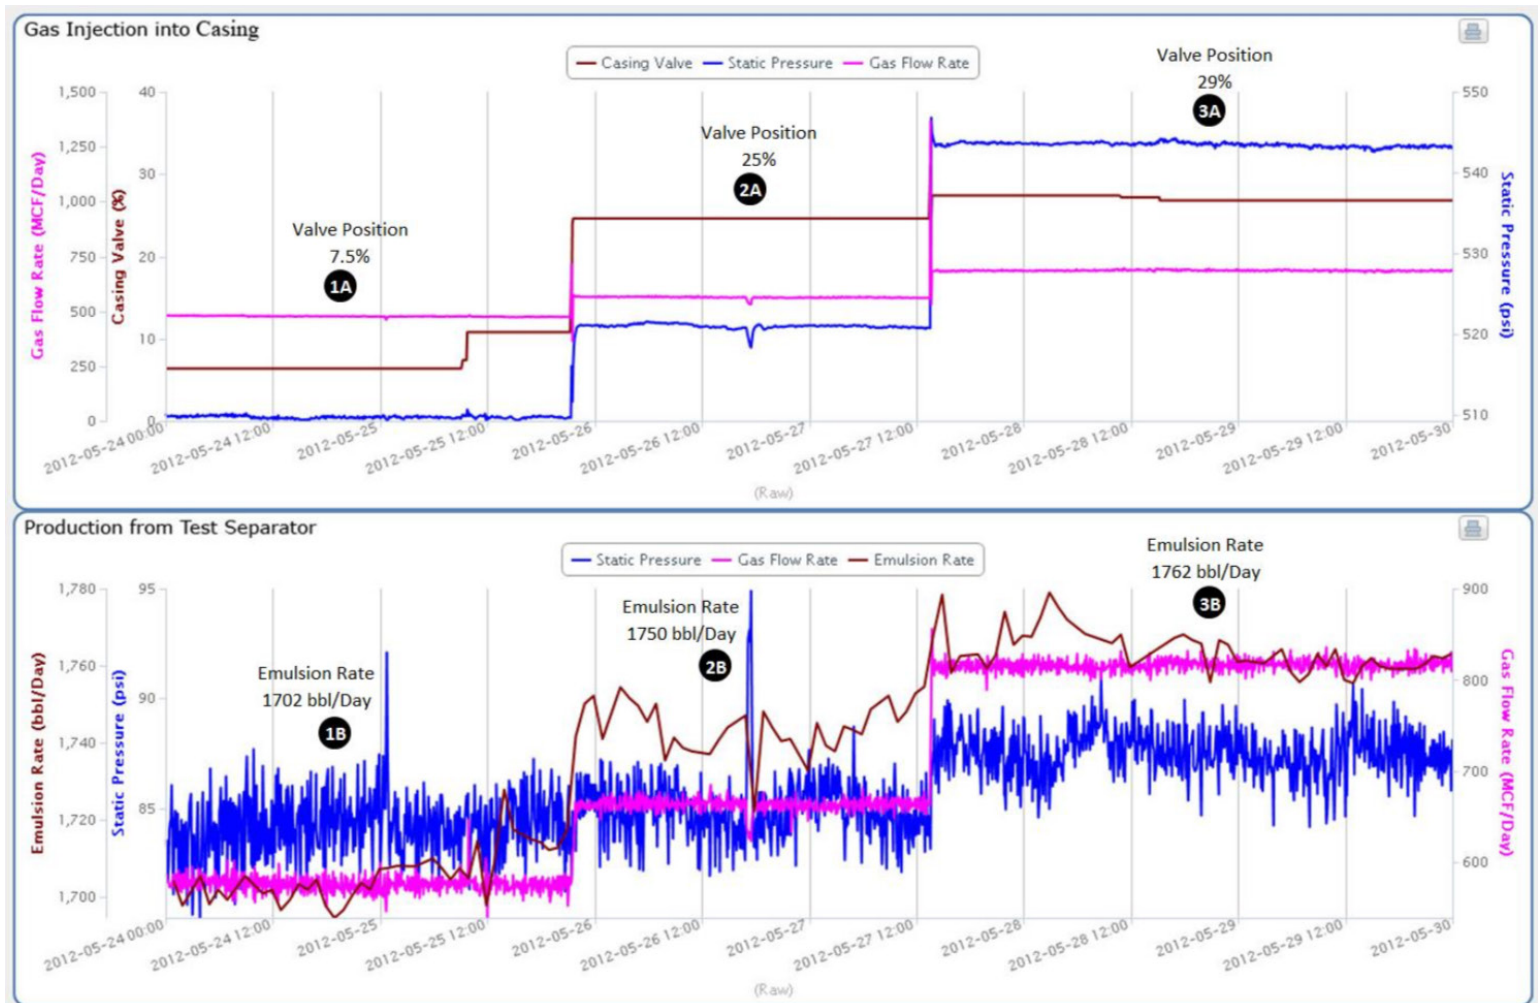 Gas Injection into Casing
Casing Valve Static Pressure Gas Flow Rate
Valve Position
29%
3A
Valve Position
25%
2A
Valve Position
7.5%
1A
Gas Flow Rate (MCF/Day)
1,500
1,250
1,000
750
500
250
0
Casing Valve (%)
40
30
20
10
0
550
540
530
520
510
Static Pressure (psi)
2012-05-24 00:00
2012-05-24 12:00
2012-05-25
2012-05-25 12:00
2012-05-26
2012-05-26 12:00
2012-05-27
2012-05-27 12:00
2012-05-28
2012-05-28 12:00
2012-05-29
2012-05-29 12:00
2012-05-30
(Raw)
Production from Test Separator
Static Pressure Gas Flow Rate Emulsion Rate
Emulsion Rate
1762 bbl/Day
3B
Emulsion Rate
1750 bbl/Day
2B
Emulsion Rate
1702 bbl/Day
1B
Emulsion Rate (bbl/Day)
1,780
1,760
1,740
1,720
1,700
Static Pressure (psi)
95
90
85
900
800
700
600
Gas Flow Rate (MCF/Day)
2012-05-24 00:00
2012-05-24 12:00
2012-05-25
2012-05-25 12:00
2012-05-26
2012-05-26 12:00
2012-05-27
2012-05-27 12:00
2012-05-28
2012-05-28 12:00
2012-05-29
2012-05-29 12:00
2012-05-30
(Raw)